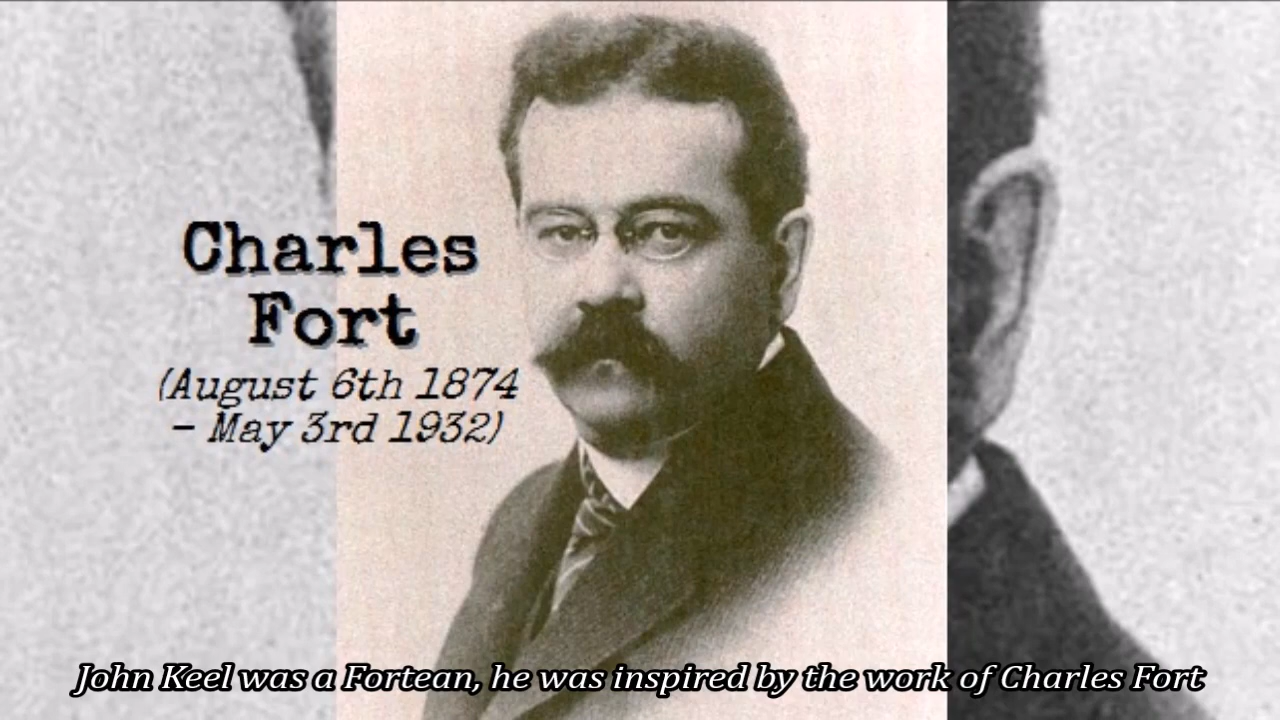 Charles
Fort
(August 6th 1874
- May 3rd 1932)
John Keel was a Fortean, he was inspired by the work of Charles Fort